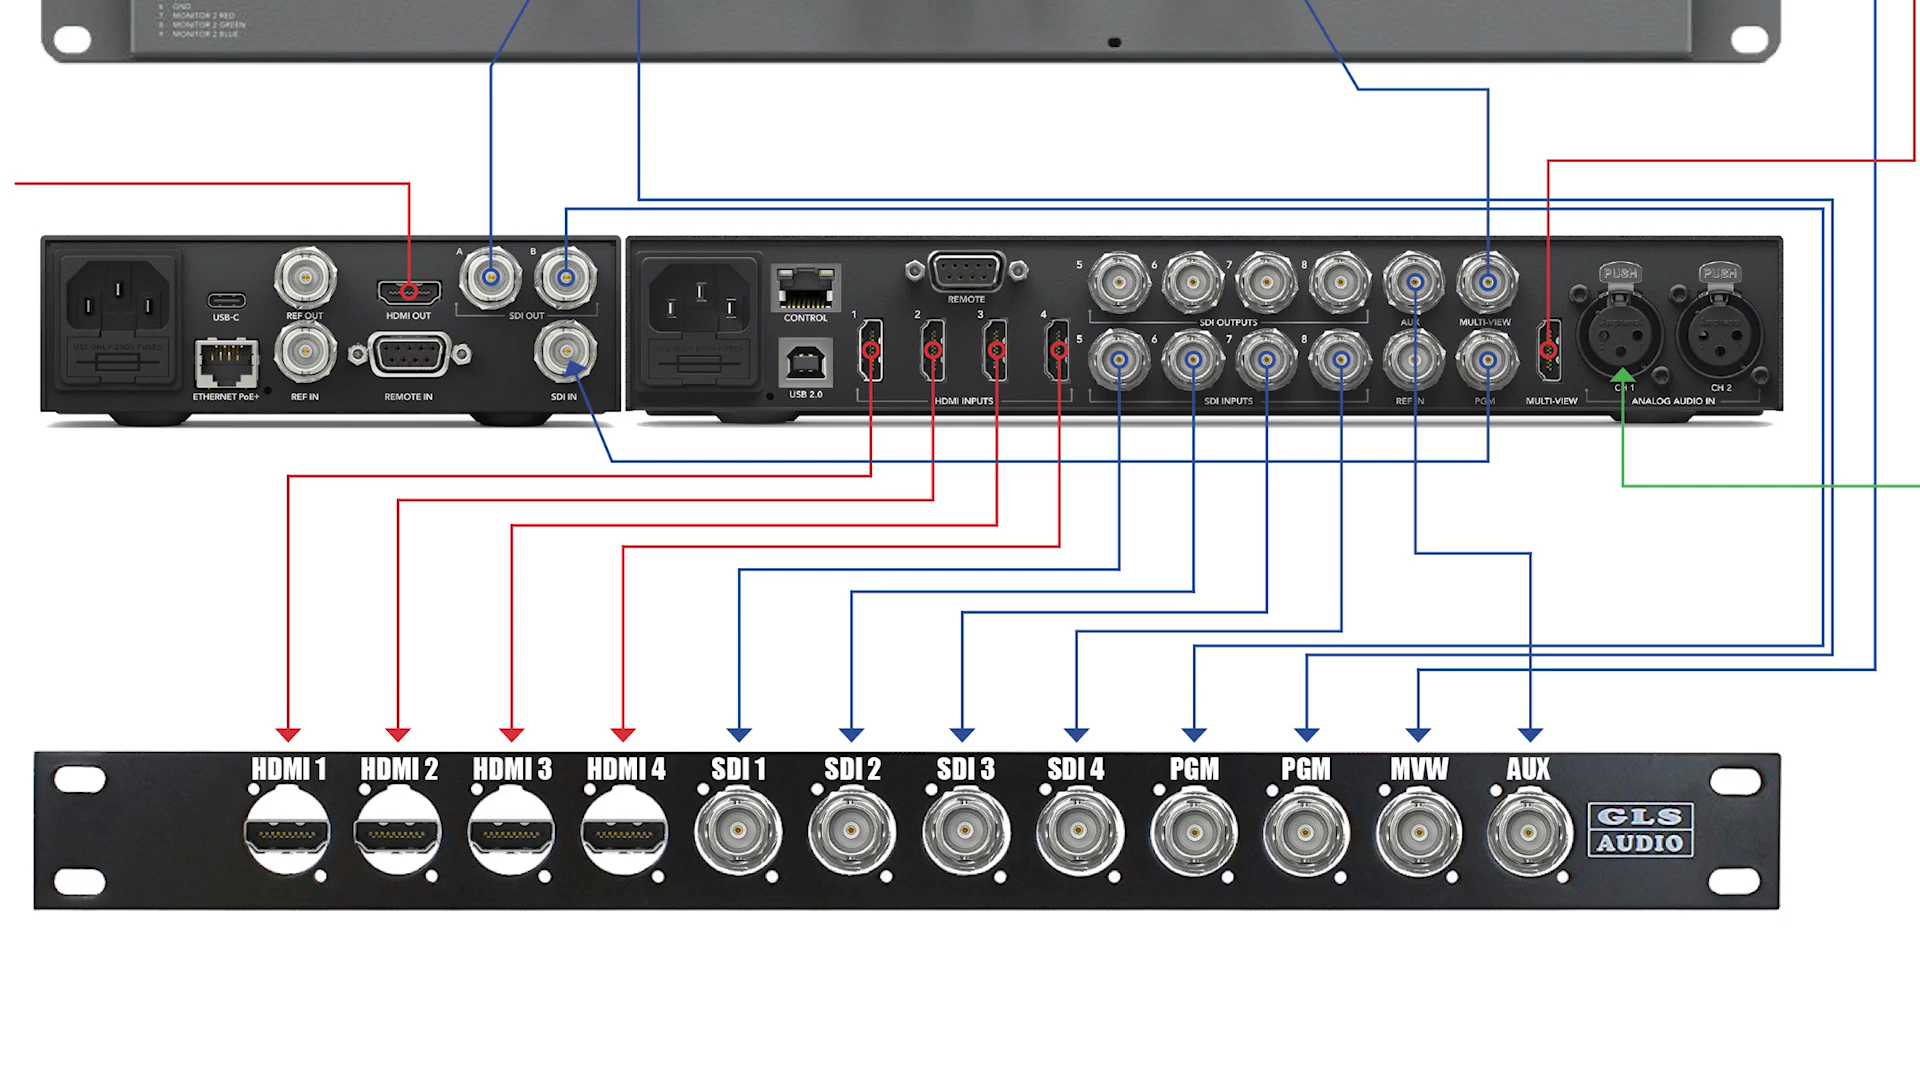 6 GND
7 MONITOR 2 RED
8 MONITOR 2 GREEN
9 MONITOR 2 BLUE
A
B
USB-C
REF OUT
HDMI OUT
SDI OUT
ETHERNET PoE+
REF IN
REMOTE IN
SDI IN
REMOTE
CONTROL
USB 2.0
1
2
3
4
HDMI INPUTS
5
6
7
8
SDI OUTPUTS
AUX
MULTI-VIEW
5
6
7
8
SDI INPUTS
REF IN
PGM
MULTI-VIEW
PUSH
PUSH
CH 1
CH 2
ANALOG AUDIO IN
HDMI 1
HDMI 2
HDMI 3
HDMI 4
SDI 1
SDI 2
SDI 3
SDI 4
PGM
PGM
MVW
AUX
GLS
AUDIO